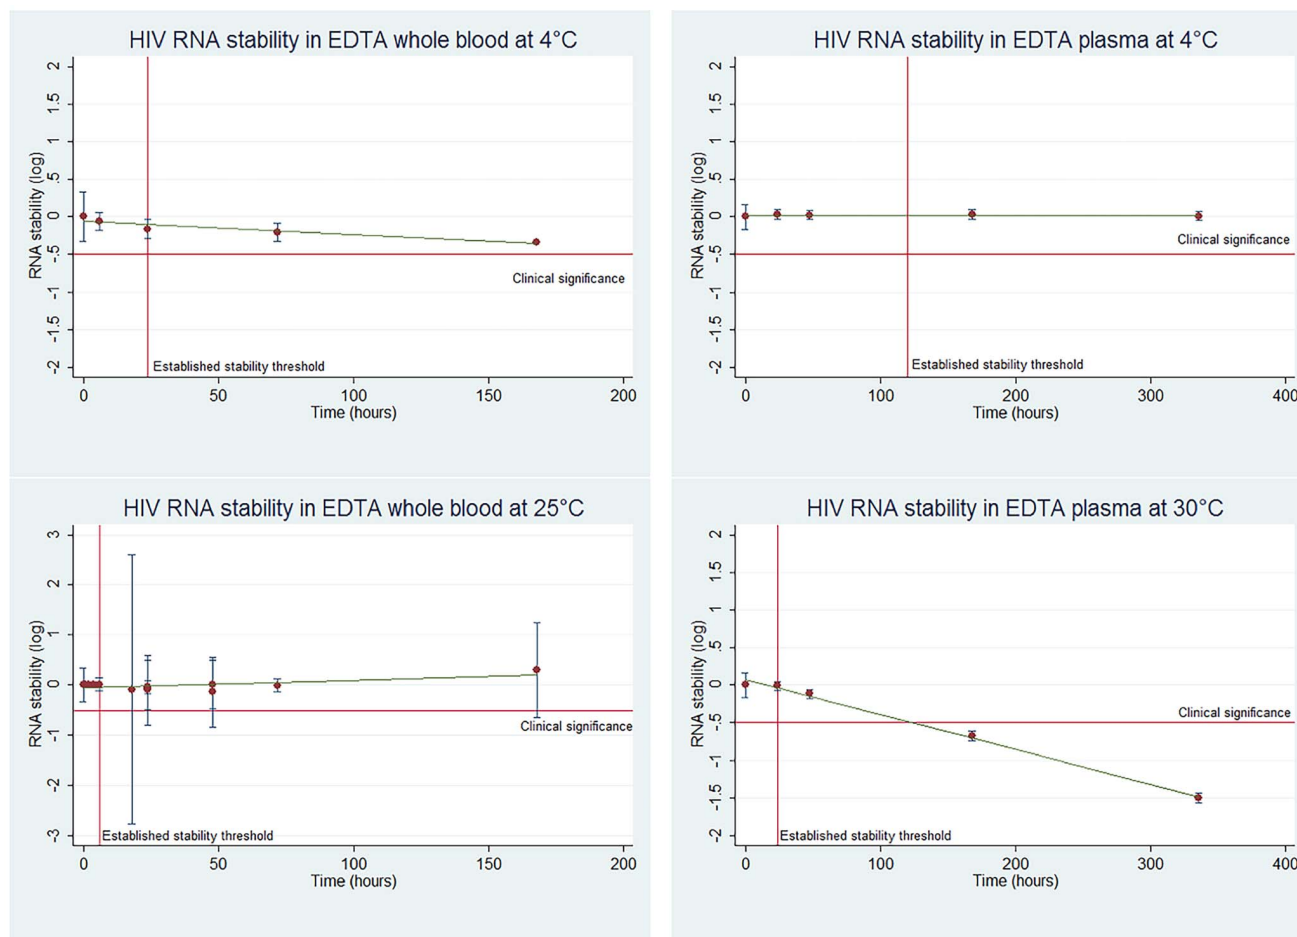 HIV RNA stability in EDTA whole blood at 4°C
RNA stability (log)
2
1.5
1
.5
0
-.5
-1
-1.5
-2
Clinical significance
Established stability threshold
0 50 100 150 200
Time (hours)
HIV RNA stability in EDTA plasma at 4°C
RNA stability (log)
2
1.5
1
.5
0
-.5
-1
-1.5
-2
Clinical significance
Established stability threshold
0 100 200 300 400
Time (hours)
HIV RNA stability in EDTA whole blood at 25°C
RNA stability (log)
3
2
1
0
-1
-2
-3
Clinical significance
Established stability threshold
0 50 100 150 200
Time (hours)
HIV RNA stability in EDTA plasma at 30°C
RNA stability (log)
2
1.5
1
.5
0
-.5
-1
-1.5
-2
Clinical significance
Established stability threshold
0 100 200 300 400
Time (hours)